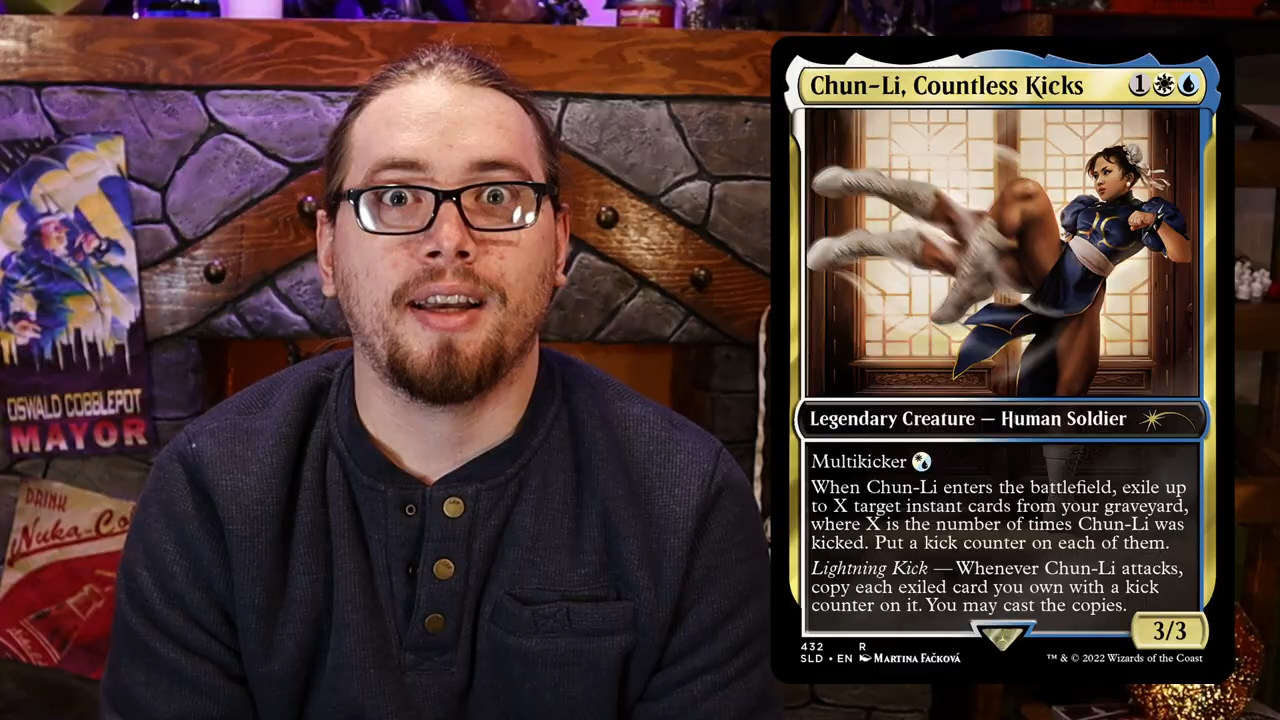 OSWALD COBBLEPOT
MAYOR
DRINK
Nuka-Co
Chun-Li, Countless Kicks
1
Legendary Creature — Human Soldier
Multikicker
When Chun-Li enters the battlefield, exile up
to X target instant cards from your graveyard,
where X is the number of times Chun-Li was
kicked. Put a kick counter on each of them.
Lightning Kick — Whenever Chun-Li attacks,
copy each exiled card you own with a kick
counter on it. You may cast the copies.
3/3
432 R
SLD • EN Martina Fačková
™ & © 2022 Wizards of the Coast